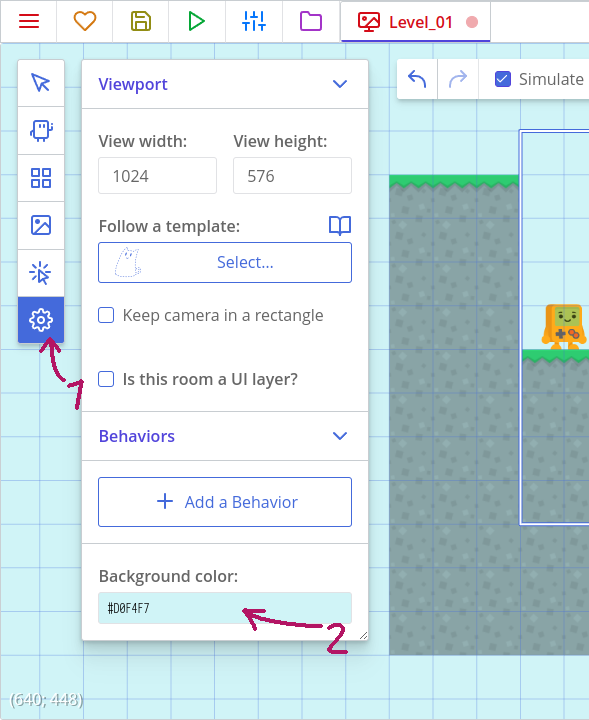 Level_01
Viewport
Simulate
View width: View height:
1024 576
Follow a template:
Select...
Keep camera in a rectangle
1
Is this room a UI layer?
Behaviors
Add a Behavior
Background color:
#D0F4F7
2
(640; 448)